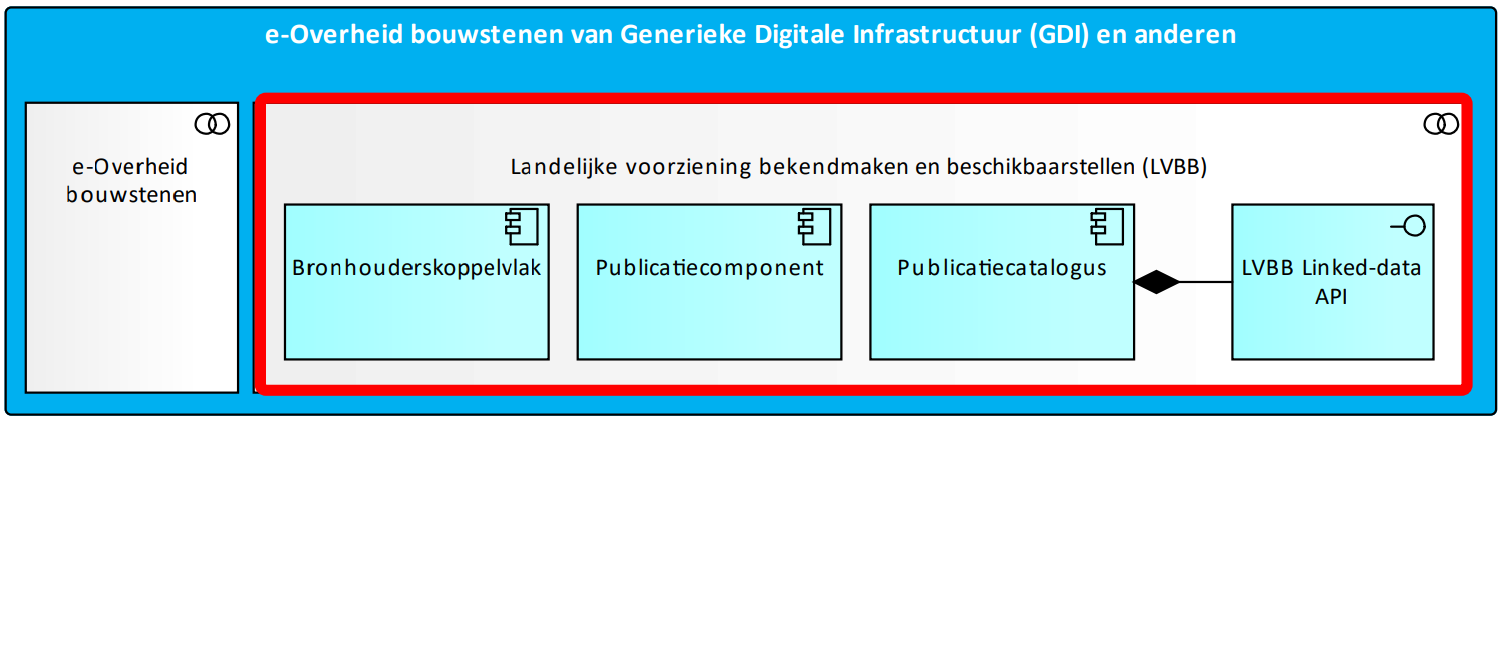 e-Overheid bouwstenen van Generieke Digitale Infrastructuur (GDI) en anderen
e-Overheid
bouwstenen
Landelijke voorziening bekendmaken en beschikbaarstellen (LVBB)
Bronhouderskoppelvlak
Publicatiecomponent
Publicatiecatalogus
LVBB Linked-data
API